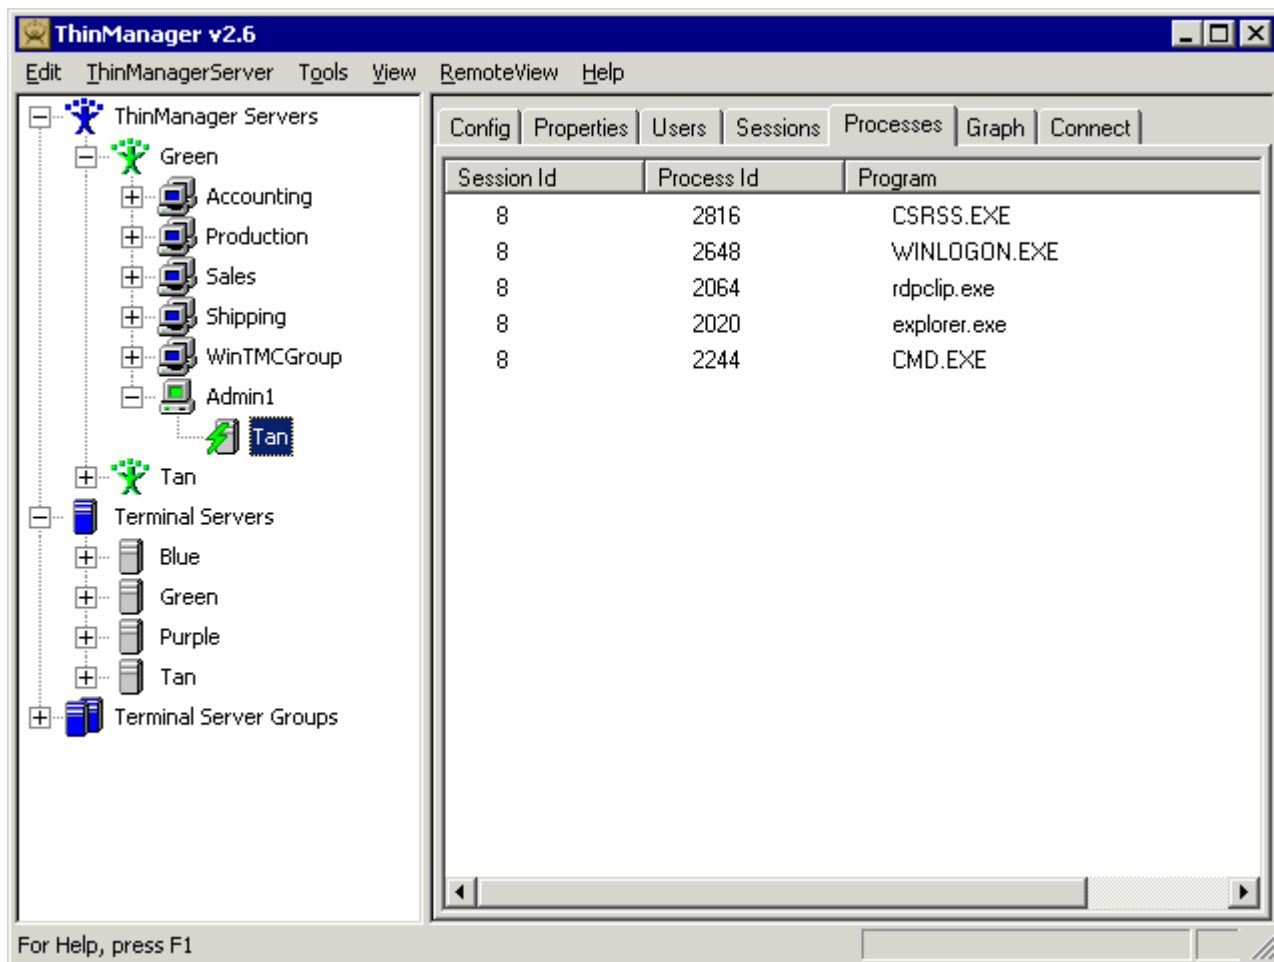 ThinManager v2.6
Edit ThinManagerServer Tools View RemoteView Help
ThinManager Servers
Green
Accounting
Production
Sales
Shipping
WinTMCGroup
Admin1
Tan
Tan
Terminal Servers
Blue
Green
Purple
Tan
Terminal Server Groups
Config Properties Users Sessions Processes Graph Connect
Session Id Process Id Program
8 2816 CSRSS.EXE
8 2648 WINLOGON.EXE
8 2064 rdpclip.exe
8 2020 explorer.exe
8 2244 CMD.EXE
For Help, press F1